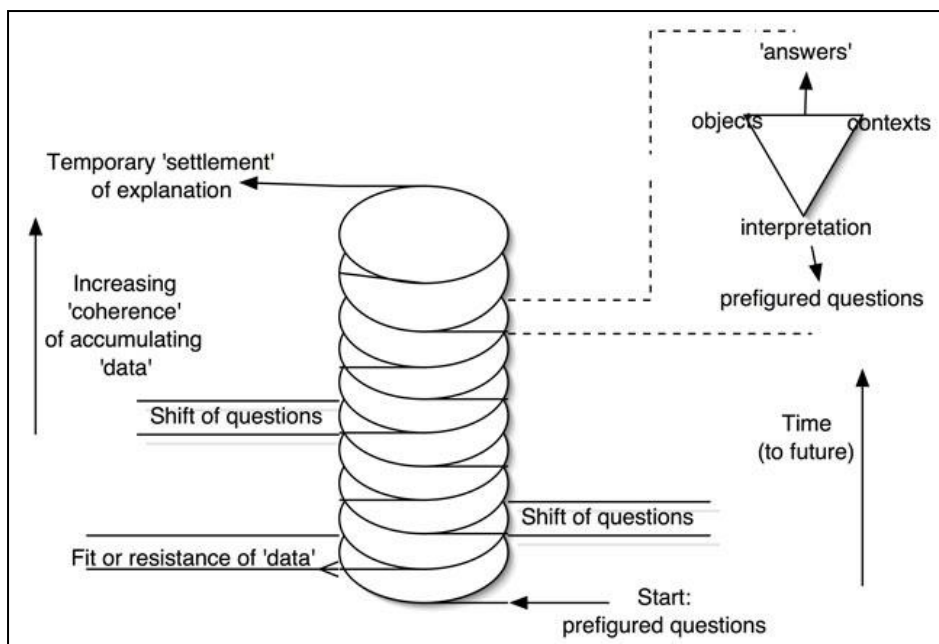 'answers'
objects
contexts
interpretation
prefigured questions
Temporary 'settlement'
of explanation
Increasing
'coherence'
of accumulating
'data'
Shift of questions
Time
(to future)
Shift of questions
Fit or resistance of 'data'
Start:
prefigured questions